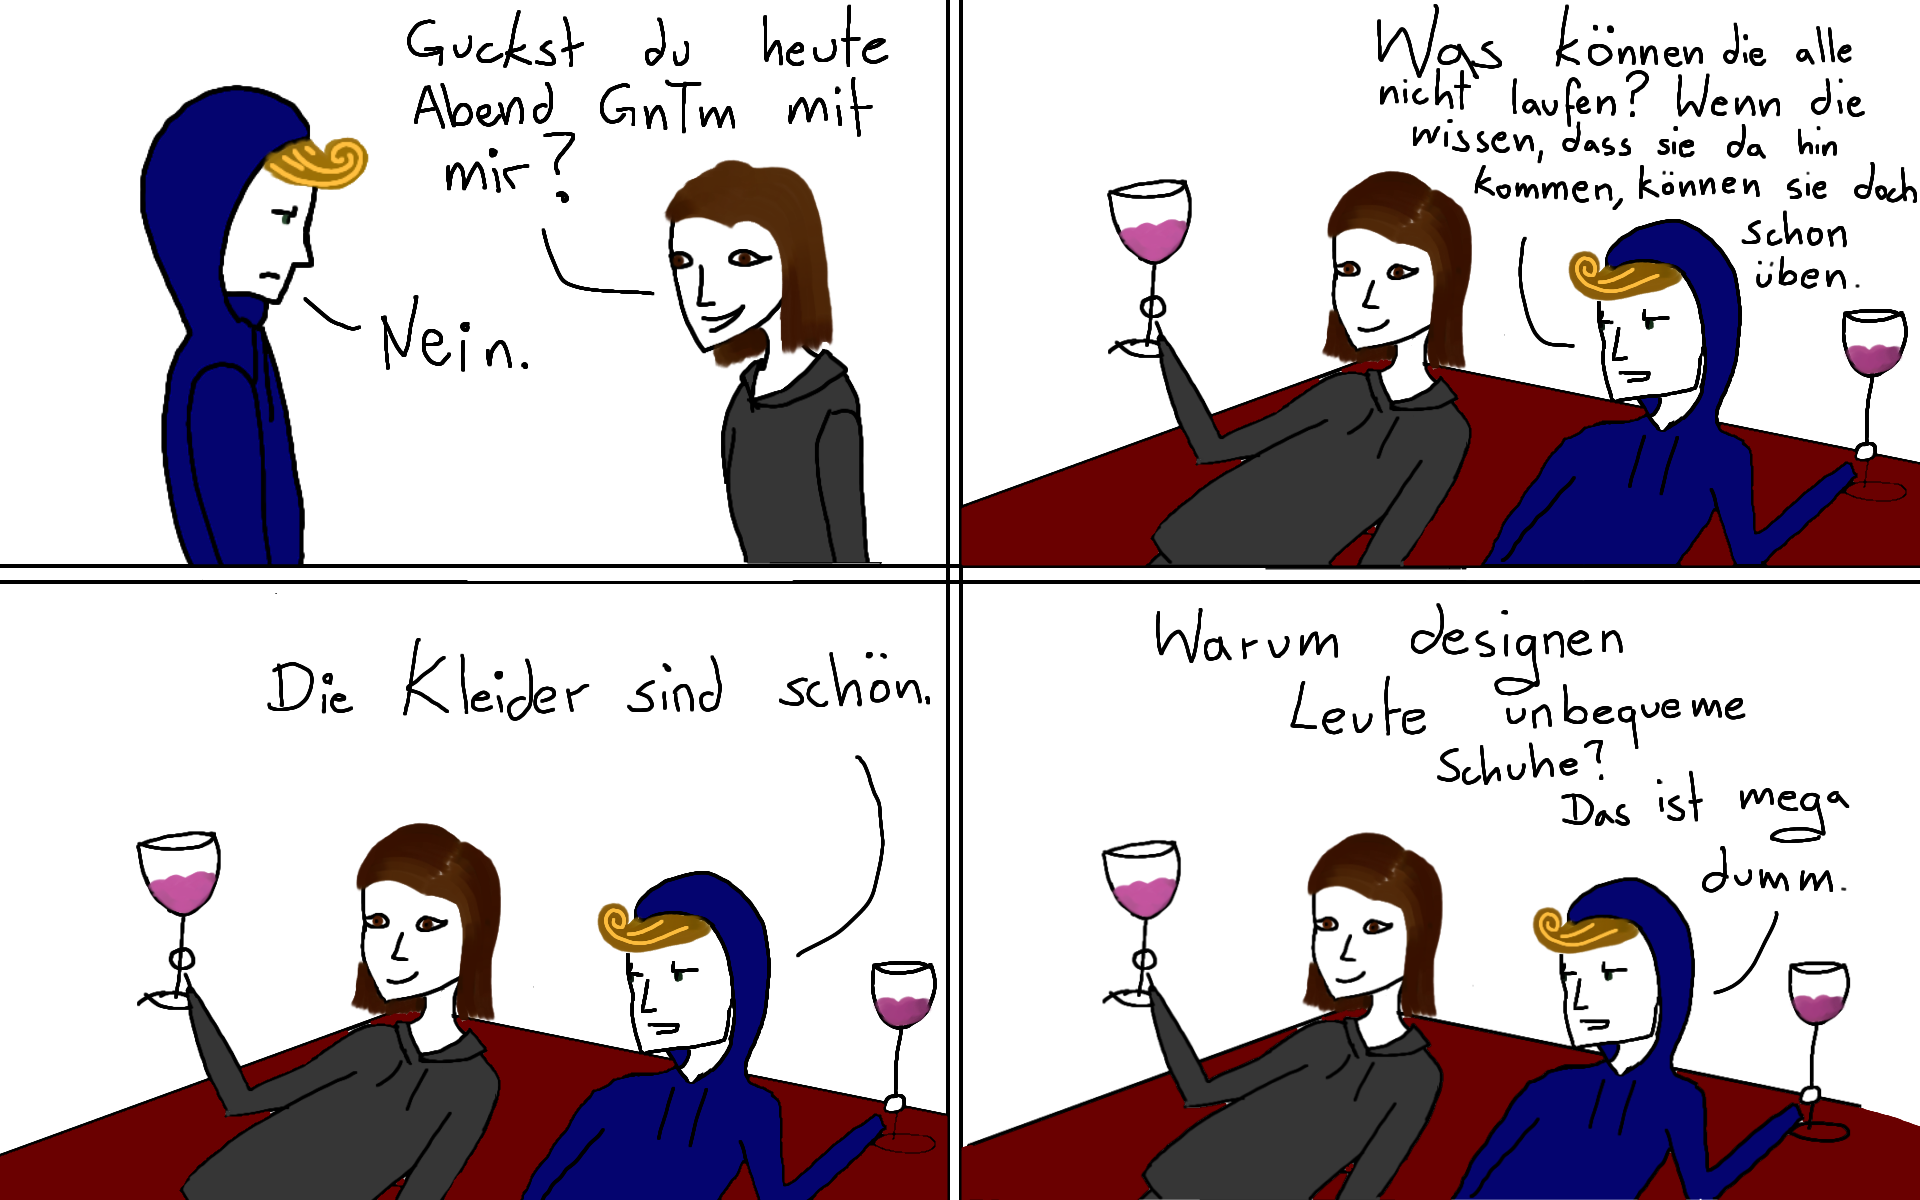 Guckst du heute
Abend GnTm mit
mir?
Nein.
Was können die alle
nicht laufen? Wenn die
wissen, dass sie da hin
kommen, können sie doch
schon
üben.
Die Kleider sind schön.
Warum designen
Leute unbequeme
Schuhe?
Das ist mega
dumm.